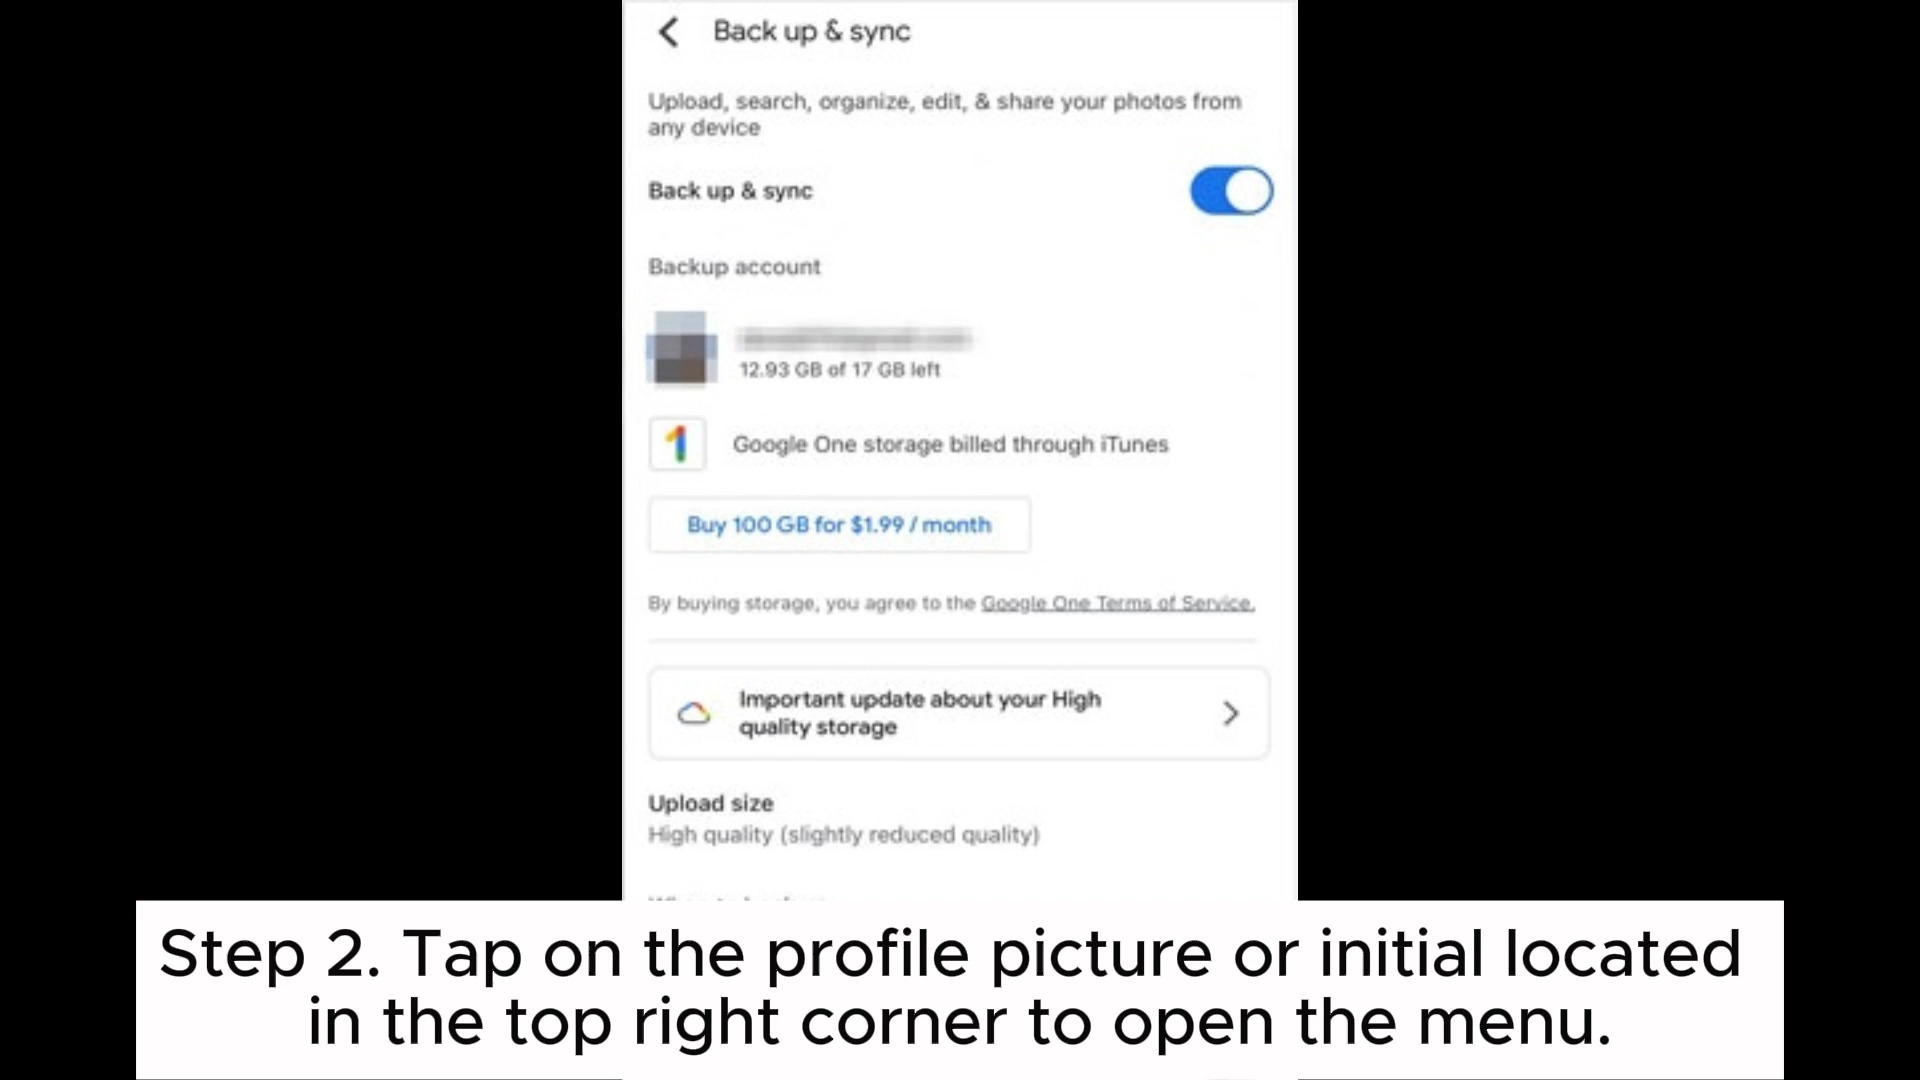 Back up & sync
Upload, search, organize, edit, & share your photos from
any device
Back up & sync
Backup account
12.93 GB of 17 GB left
Google One storage billed through iTunes
Buy 100 GB for $1.99 / month
By buying storage, you agree to the Google One Terms of Service.
Important update about your High
quality storage
Upload size
High quality (slightly reduced quality)
Step 2. Tap on the profile picture or initial located
in the top right corner to open the menu.